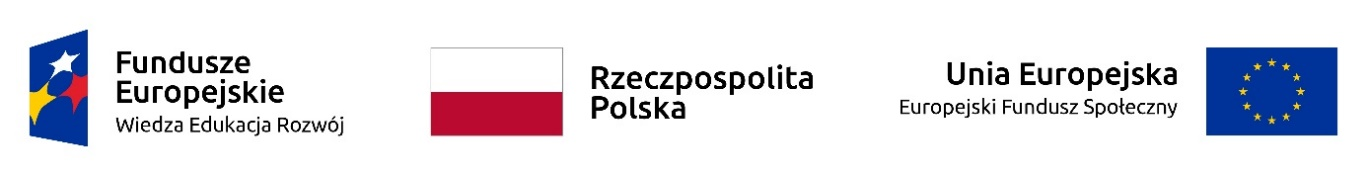 Fundusze
Europejskie
Wiedza Edukacja Rozwój
Rzeczpospolita
Polska
Unia Europejska
Europejski Fundusz Społeczny